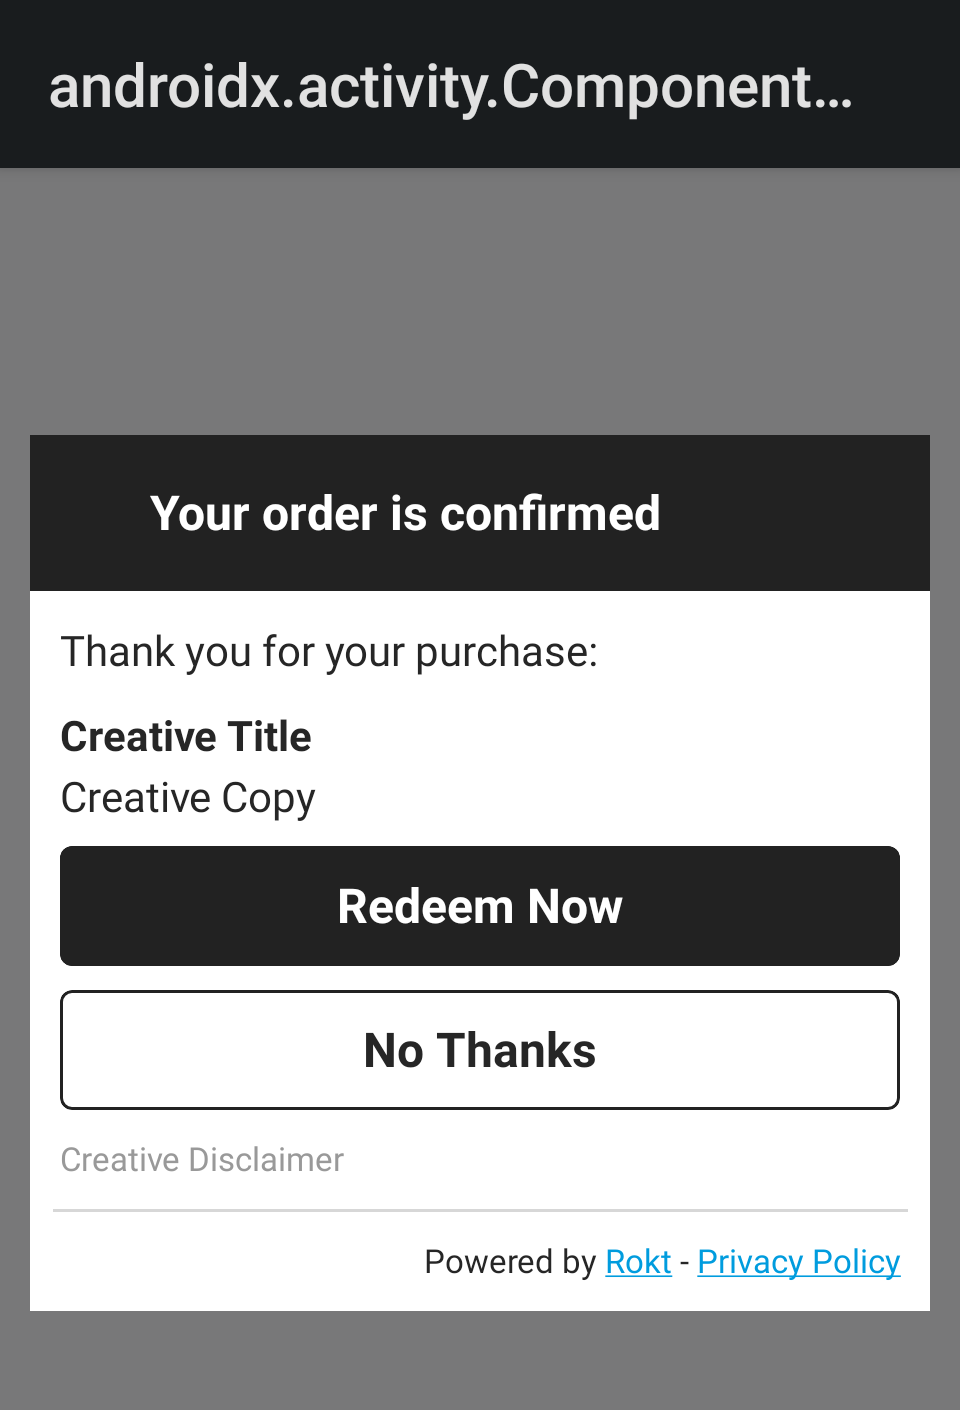 androidx.activity.Component...
Your order is confirmed
Thank you for your purchase:
Creative Title
Creative Copy
Redeem Now
No Thanks
Creative Disclaimer
Powered by Rokt - Privacy Policy